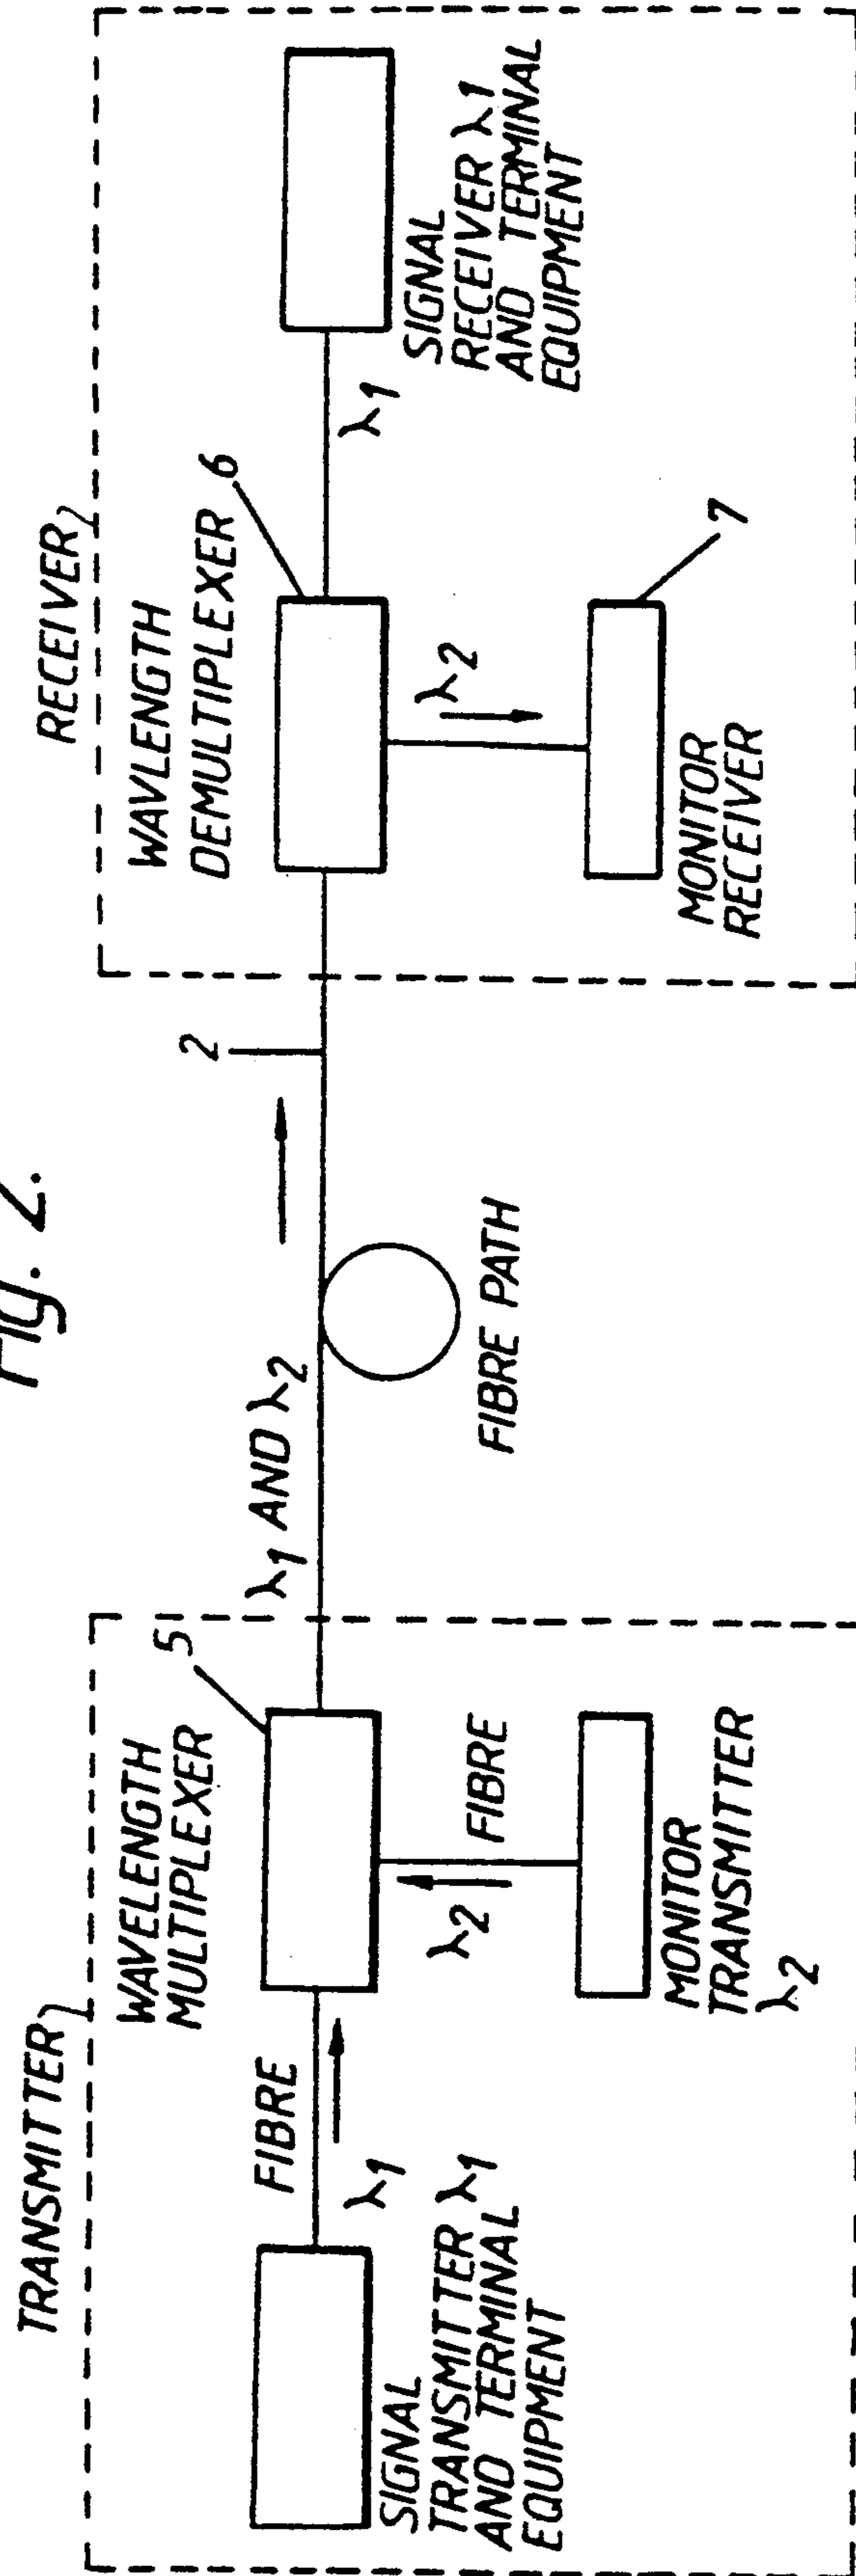 Fig. 2.
TRANSMITTER
WAVELENGTH
MULTIPLEXER
5
FIBRE
λ1
SIGNAL
TRANSMITTER λ1
AND TERMINAL
EQUIPMENT
λ2
FIBRE
MONITOR
TRANSMITTER
λ2
λ1 AND λ2
FIBRE PATH
2
RECEIVER
WAVLENGTH
DEMULTIPLEXER 6
λ1
λ2
SIGNAL
RECEIVER λ1
AND TERMINAL
EQUIPMENT
MONITOR
RECEIVER
7